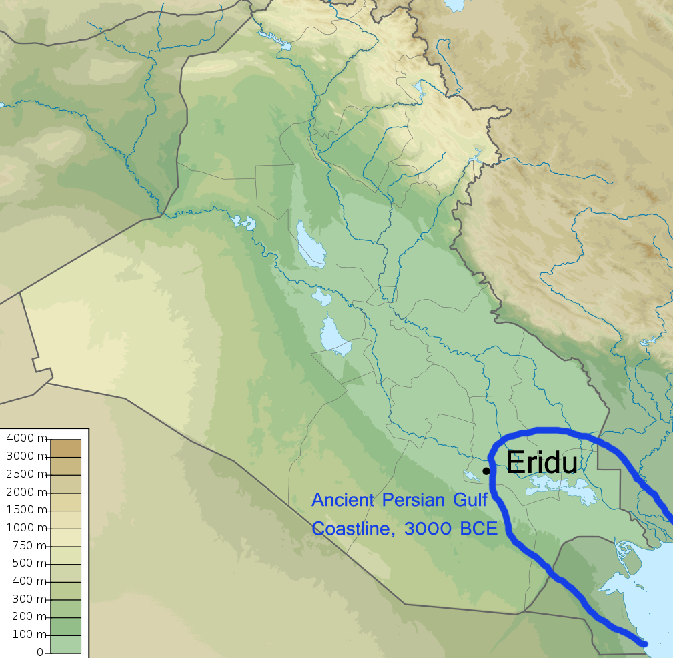 Eridu
Ancient Persian Gulf
Coastline, 3000 BCE
4000 m
3000 m
2500 m
2000 m
1500 m
1000 m
750 m
500 m
400 m
300 m
200 m
100 m
0